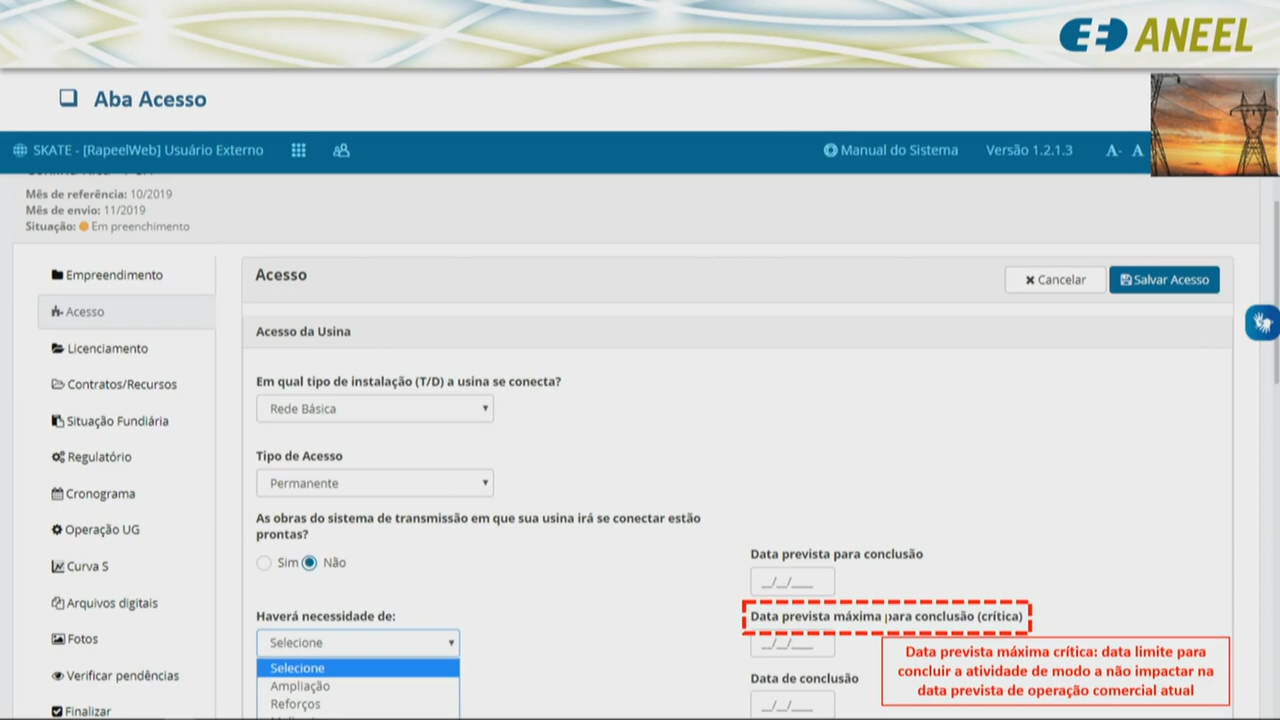 ANEEL
Aba Acesso
SKATE - [RapeelWeb] Usuário Externo
Manual do Sistema
Versão 1.2.1.3
A- A
Mês de referência: 10/2019
Mês de envio: 11/2019
Situação: Em preenchimento
Empreendimento
Acesso
Licenciamento
Contratos/Recursos
Situação Fundiária
Regulatório
Cronograma
Operação UG
Curva S
Arquivos digitais
Fotos
Verificar pendências
Finalizar
Acesso
Cancelar
Salvar Acesso
Acesso da Usina
Em qual tipo de instalação (T/D) a usina se conecta?
Rede Básica
Tipo de Acesso
Permanente
As obras do sistema de transmissão em que sua usina irá se conectar estão
prontas?
Sim Não
Haverá necessidade de:
Selecione
Selecione
Ampliação
Reforços
Data prevista para conclusão
__/__/____
Data prevista máxima para conclusão (crítica)
__/__/____
Data de conclusão
__/__/____
Data prevista máxima crítica: data limite para
concluir a atividade de modo a não impactar na
data prevista de operação comercial atual